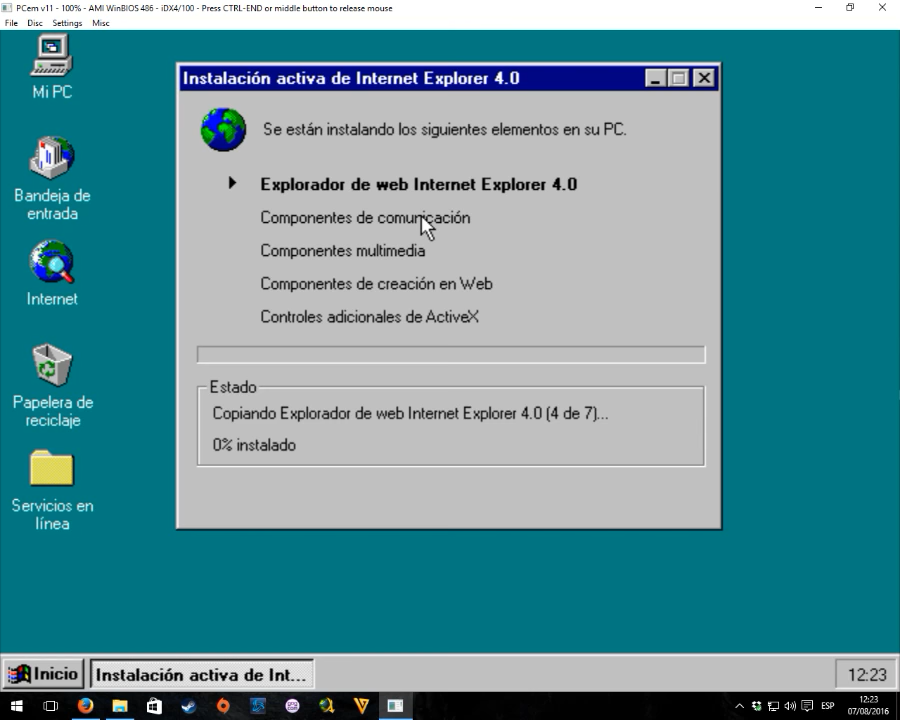 PCem v11 - 100% - AMI WinBIOS 486 - iDX4/100 - Press CTRL-END or middle button to release mouse
File Disc Settings Misc
Mi PC
Bandeja de
entrada
Internet
Papelera de
reciclaje
Servicios en
línea
Instalación activa de Internet Explorer 4.0
Se están instalando los siguientes elementos en su PC.
Explorador de web Internet Explorer 4.0
Componentes de comunicación
Componentes multimedia
Componentes de creación en Web
Controles adicionales de ActiveX
Estado
Copiando Explorador de web Internet Explorer 4.0 (4 de 7)...
0% instalado
Inicio
Instalación activa de Int...
12:23
ESP
12:23
07/08/2016